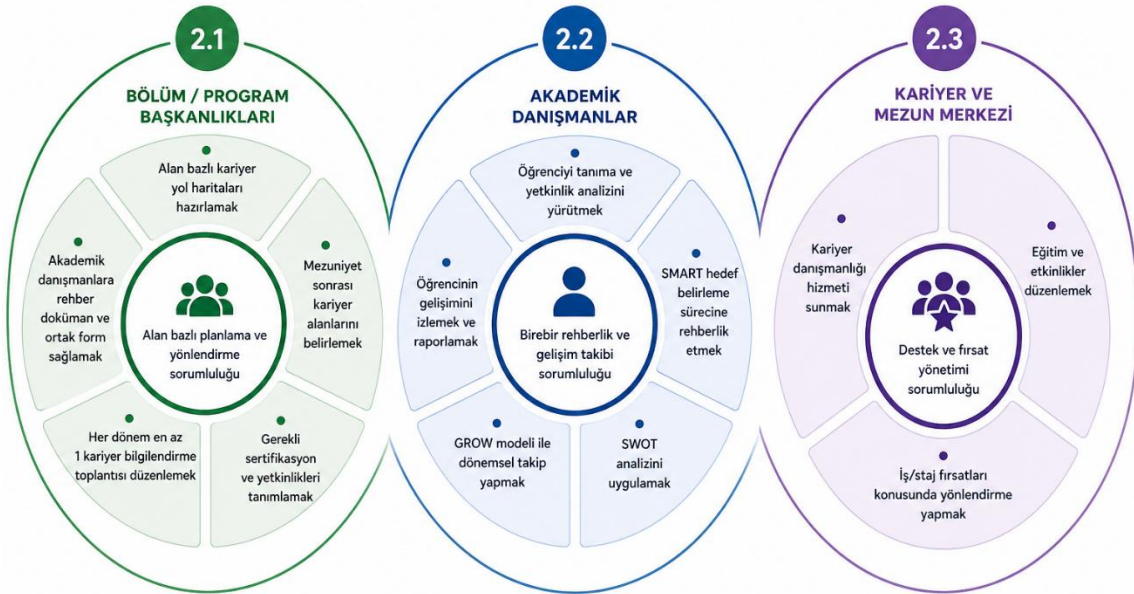 2.1
BÖLÜM / PROGRAM
BAŞKANLIKLARI
Alan bazlı kariyer
yol haritaları
hazırlamak
Akademik
danışmanlara
rehber
doküman ve
ortak form
sağlamak
Mezuniyet
sonrası
kariyer
alanlarını
belirlemek
Alan bazlı planlama ve
yönlendirme
sorumluluğu
Her dönem en az
1 kariyer bilgilendirme
toplantısı düzenlemek
Gerekli
sertifikasyon
ve yetkinlikleri
tanımlamak
2.2
AKADEMİK
DANIŞMANLAR
Öğrenciyi tanıma ve
yetkinlik analizini
yürütmek
Öğrencinin
gelişimini
izlemek ve
raporlamak
SMART hedef
belirleme
sürecine
rehberlik
etmek
Birebir rehberlik ve
gelişim takibi
sorumluluğu
GROW modeli ile
dönemsel takip
yapmak
SWOT
analizini
uygulamak
2.3
KARİYER VE
MEZUN MERKEZİ
Kariyer
danışmanlığı
hizmeti
sunmak
Eğitim ve
etkinlikler
düzenlemek
Destek ve fırsat
yönetimi
sorumluluğu
İş/staj fırsatları
konusunda yönlendirme
yapmak